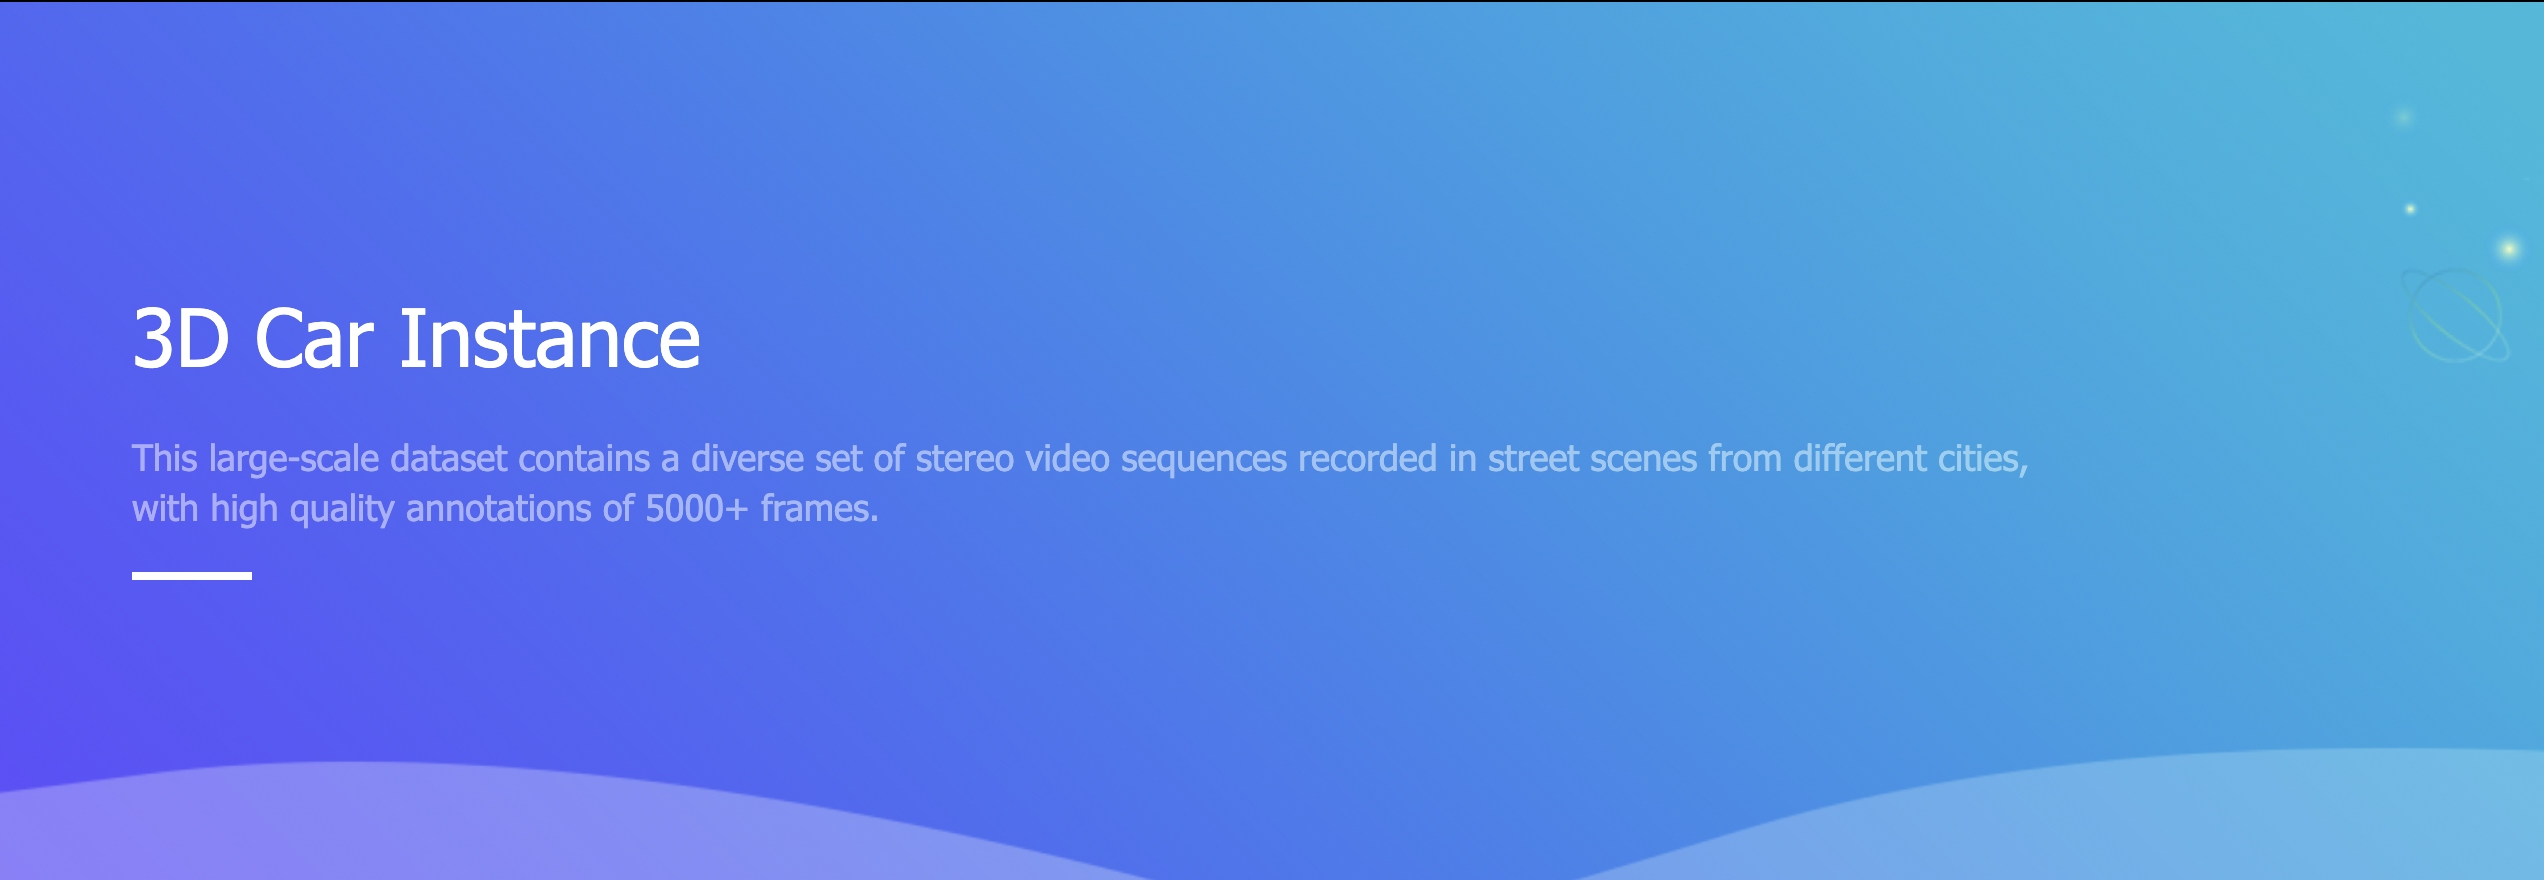 3D Car Instance
This large-scale dataset contains a diverse set of stereo video sequences recorded in street scenes from different cities,
with high quality annotations of 5000+ frames.